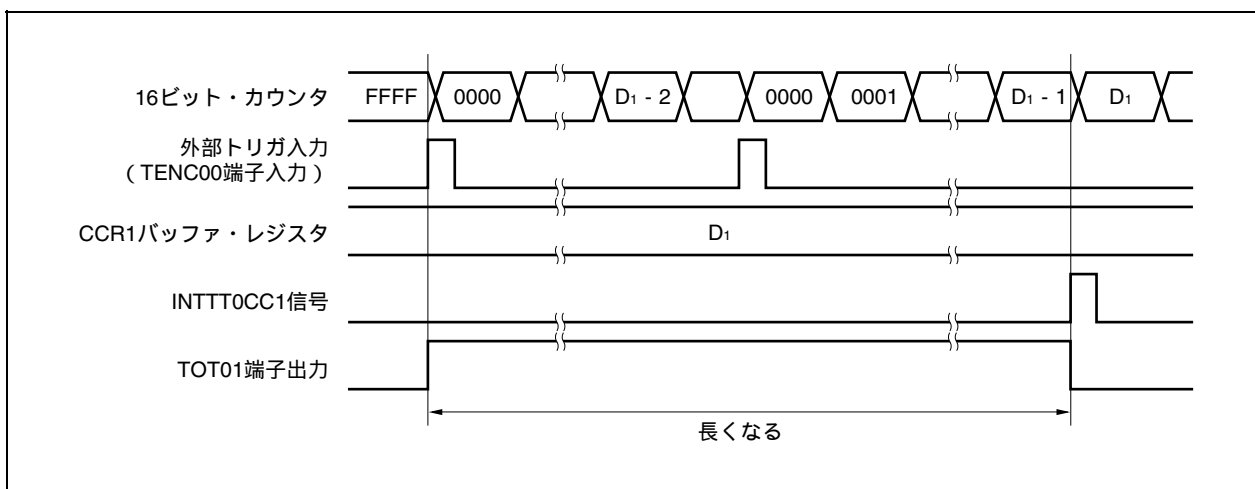 16ビット・カウンタ FFFF 0000 D1 - 2 0000 0001 D1 - 1 D1
外部トリガ入力
（TENC00端子入力）
CCR1バッファ・レジスタ D1
INTTT0CC1信号
TOT01端子出力
長くなる